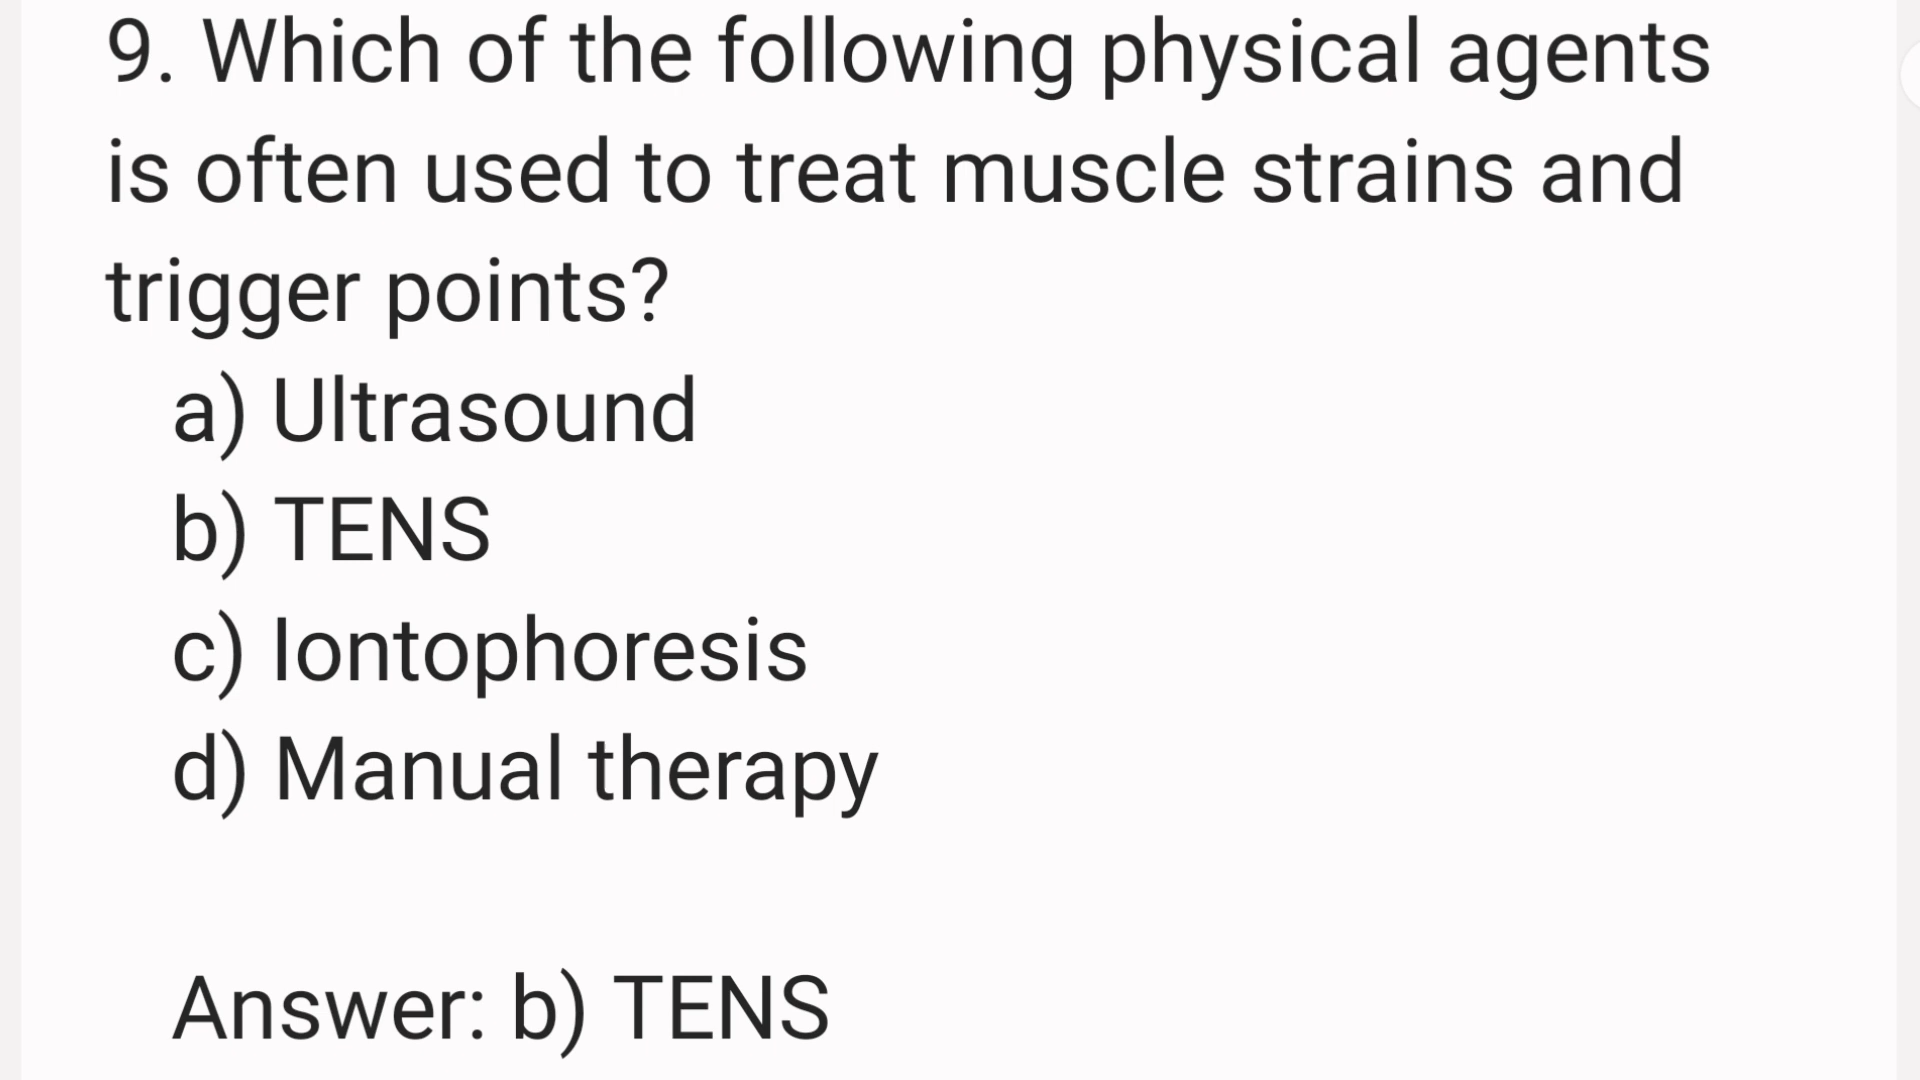 9. Which of the following physical agents
is often used to treat muscle strains and
trigger points?
a) Ultrasound
b) TENS
c) Iontophoresis
d) Manual therapy
Answer: b) TENS